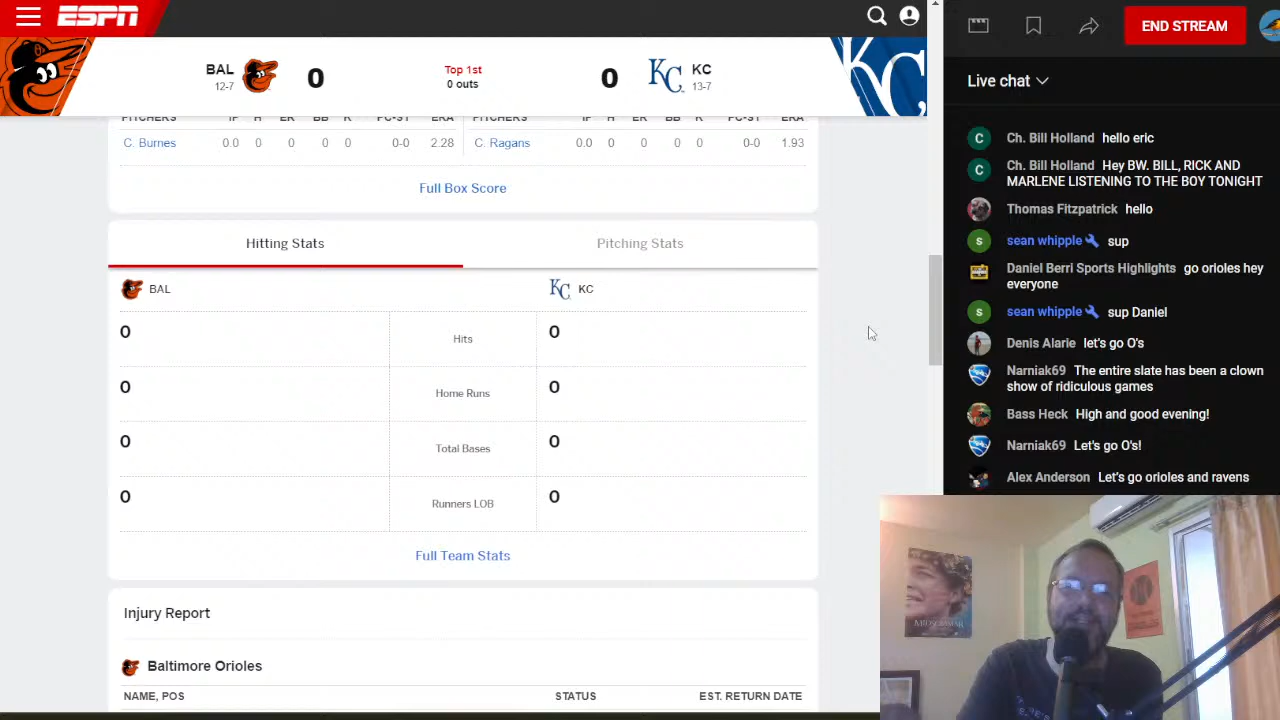 ESPN
END STREAM
BAL
12-7
0
Top 1st
0 outs
0
KC
KC
13-7
KC
Live chat
PITCHERS IP H ER BB K PC-ST ERA
PITCHERS IP H ER BB K PC-ST ERA
C. Burnes 0.0 0 0 0 0 0-0 2.28
C. Ragans 0.0 0 0 0 0 0-0 1.93
Full Box Score
Hitting Stats
Pitching Stats
BAL
KC KC
0 Hits 0
0 Home Runs 0
0 Total Bases 0
0 Runners LOB 0
Full Team Stats
Injury Report
Baltimore Orioles
NAME, POS STATUS EST. RETURN DATE
C Ch. Bill Holland hello eric
C Ch. Bill Holland Hey BW. BILL, RICK AND
MARLENE LISTENING TO THE BOY TONIGHT
Thomas Fitzpatrick hello
s sean whipple sup
Daniel Berri Sports Highlights go orioles hey
everyone
s sean whipple sup Daniel
Denis Alarie let's go O's
Narniak69 The entire slate has been a clown
show of ridiculous games
Bass Heck High and good evening!
Narniak69 Let's go O's!
Alex Anderson Let's go orioles and ravens
MIDSOMMAR